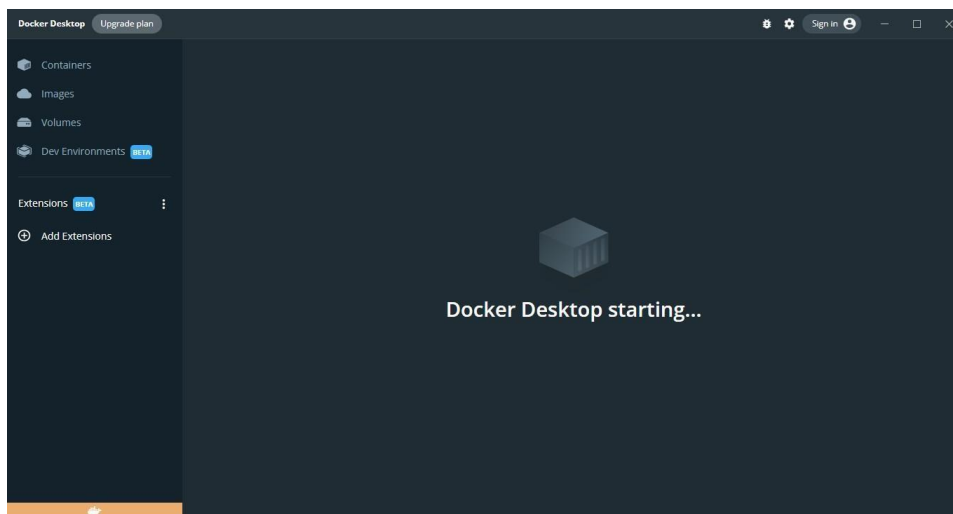 Docker Desktop Upgrade plan Sign in
Containers
Images
Volumes
Dev Environments BETA
Extensions BETA
Add Extensions
Docker Desktop starting...